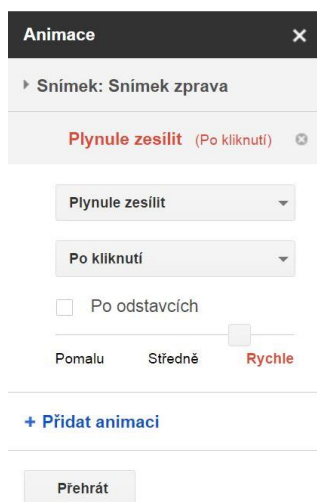 Animace
Snímek: Snímek zprava
Plynule zesílit (Po kliknutí)
Plynule zesílit
Po kliknutí
Po odstavcích
Pomalu Středně Rychle
+ Přidat animaci
Přehrát